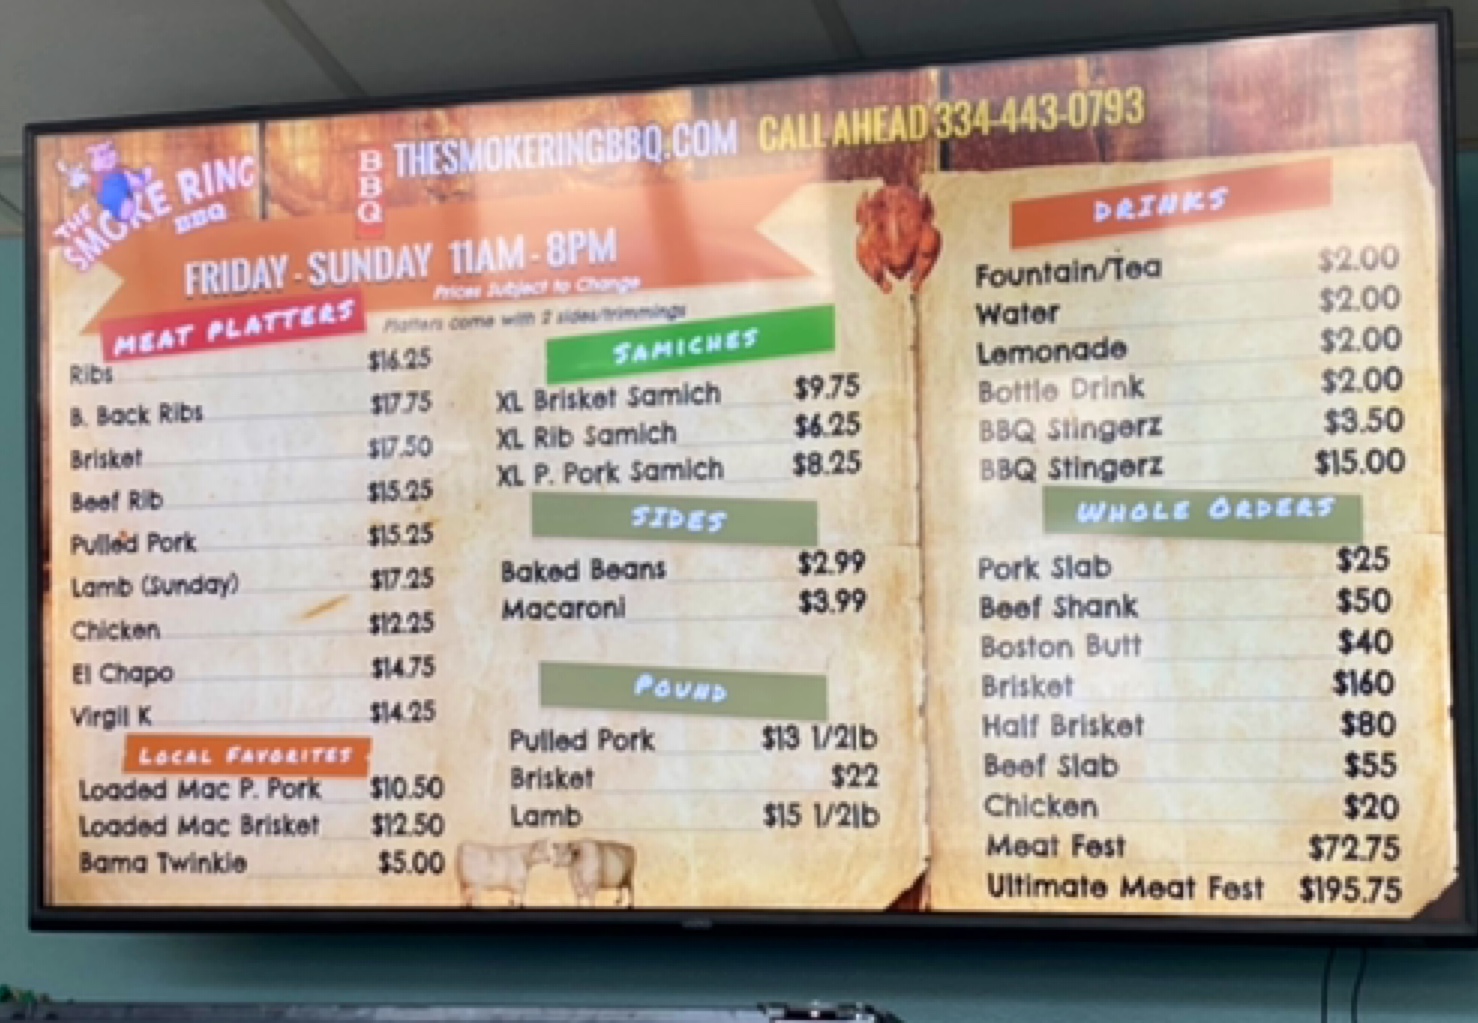 THE
SMOKE RING
BBQ
BBQ
THESMOKERINGBBQ.COM
CALL AHEAD 334-443-0793
FRIDAY - SUNDAY 11AM - 8PM
Prices Subject to Change
Platters come with 2 sides/trimmings
MEAT PLATTERS
Ribs $16.25
B. Back Ribs $17.75
Brisket $17.50
Beef Rib $15.25
Pulled Pork $15.25
Lamb (Sunday) $17.25
Chicken $12.25
El Chapo $14.75
Virgil K $14.25
LOCAL FAVORITES
Loaded Mac P. Pork $10.50
Loaded Mac Brisket $12.50
Bama Twinkie $5.00
SAMICHES
XL Brisket Samich $9.75
XL Rib Samich $6.25
XL P. Pork Samich $8.25
SIDES
Baked Beans $2.99
Macaroni $3.99
POUND
Pulled Pork $13 1/2lb
Brisket $22
Lamb $15 1/2lb
DRINKS
Fountain/Tea $2.00
Water $2.00
Lemonade $2.00
Bottle Drink $2.00
BBQ Stingerz $3.50
BBQ Stingerz $15.00
WHOLE ORDERS
Pork Slab $25
Beef Shank $50
Boston Butt $40
Brisket $160
Half Brisket $80
Beef Slab $55
Chicken $20
Meat Fest $72.75
Ultimate Meat Fest $195.75